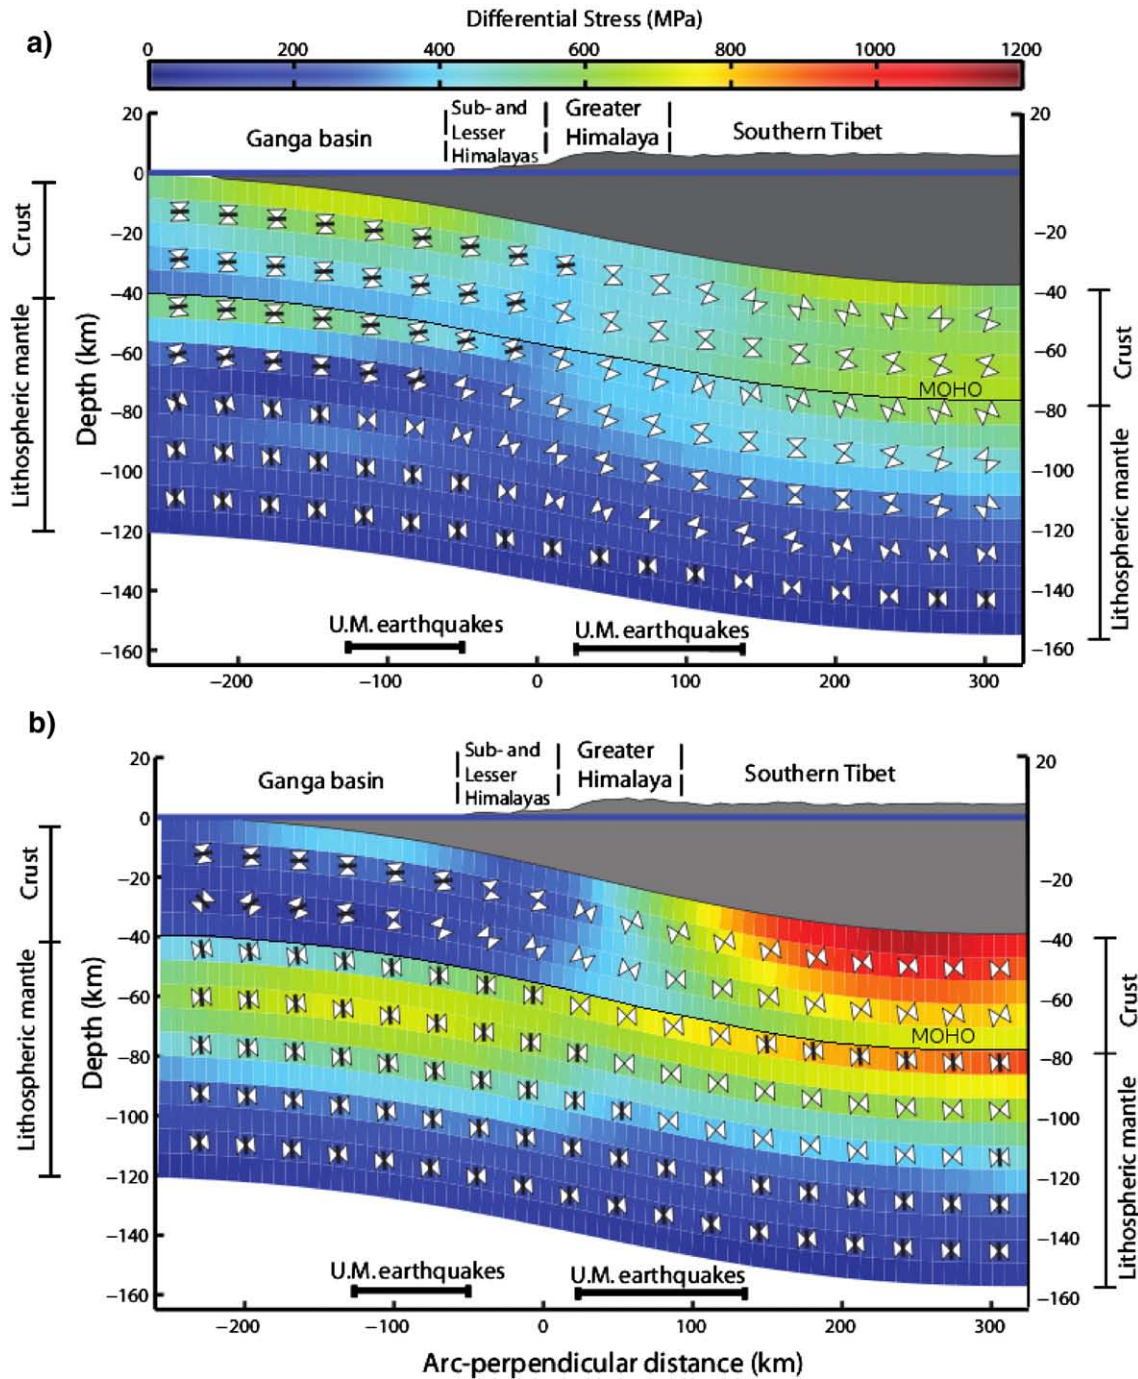 a)
Differential Stress (MPa)
0 200 400 600 800 1000 1200
Ganga basin
Sub- and
Lesser
Himalayas
Greater
Himalaya
Southern Tibet
20
0
−20
−40
−60
−80
−100
−120
−140
−160
Depth (km)
Crust
Lithospheric mantle
20
−20
−40
−60
−80
−100
−120
−140
−160
Crust
Lithospheric mantle
MOHO
U.M. earthquakes
U.M. earthquakes
−200 −100 0 100 200 300
b)
Ganga basin
Sub- and
Lesser
Himalayas
Greater
Himalaya
Southern Tibet
20
0
−20
−40
−60
−80
−100
−120
−140
−160
Depth (km)
Crust
Lithospheric mantle
20
−20
−40
−60
−80
−100
−120
−140
−160
Crust
Lithospheric mantle
MOHO
U.M. earthquakes
U.M. earthquakes
−200 −100 0 100 200 300
Arc-perpendicular distance (km)